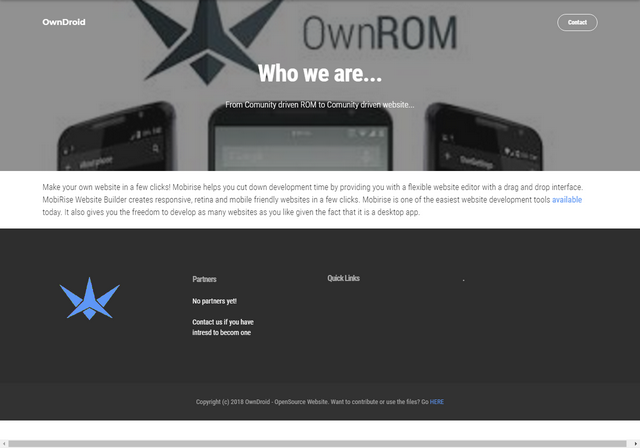 OwnDroid
Contact
OwnROM
Who we are...
From Comunity driven ROM to Comunity driven website...
About phone
Google
OwnSettings
Make your own website in a few clicks! Mobirise helps you cut down development time by providing you with a flexible website editor with a drag and drop interface.
MobiRise Website Builder creates responsive, retina and mobile friendly websites in a few clicks. Mobirise is one of the easiest website development tools available
today. It also gives you the freedom to develop as many websites as you like given the fact that it is a desktop app.
Partners
Quick Links
.
No partners yet!
Contact us if you have
intresd to becom one
Copyright (c) 2018 OwnDroid - OpenSource Website. Want to contribute or use the files? Go HERE